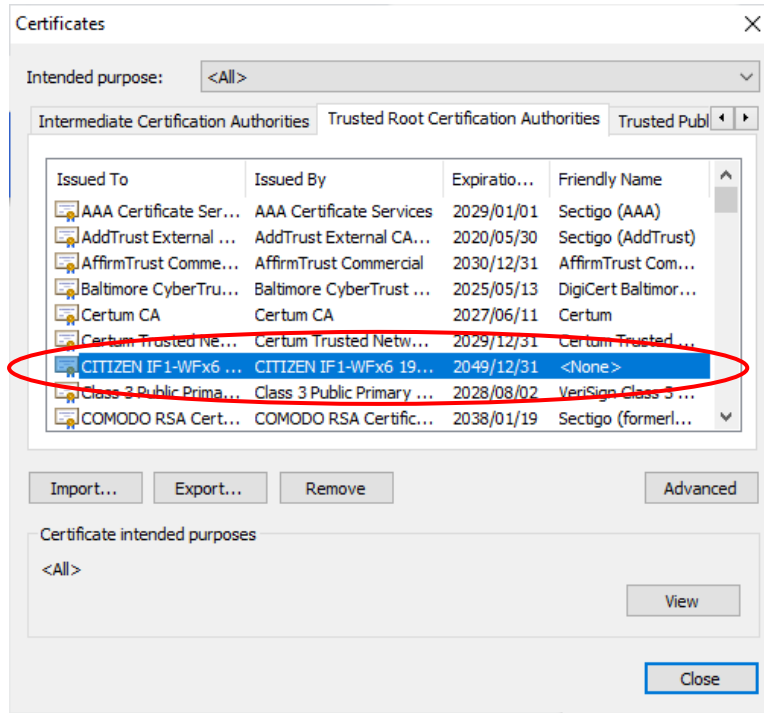 Certificates
Intended purpose: <All>
Intermediate Certification Authorities Trusted Root Certification Authorities Trusted Publ
Issued To Issued By Expiratio... Friendly Name
AAA Certificate Ser... AAA Certificate Services 2029/01/01 Sectigo (AAA)
AddTrust External ... AddTrust External CA... 2020/05/30 Sectigo (AddTrust)
AffirmTrust Comme... AffirmTrust Commercial 2030/12/31 AffirmTrust Com...
Baltimore CyberTru... Baltimore CyberTrust ... 2025/05/13 DigiCert Baltimor...
Certum CA Certum CA 2027/06/11 Certum
Certum Trusted Ne... Certum Trusted Netw... 2029/12/31 Certum Trusted ...
CITIZEN IF1-WFx6 ... CITIZEN IF1-WFx6 19... 2049/12/31 <None>
Class 3 Public Prima... Class 3 Public Primary ... 2028/08/02 VeriSign Class 3 ...
COMODO RSA Cert... COMODO RSA Certific... 2038/01/19 Sectigo (formerl...
Import... Export... Remove Advanced
Certificate intended purposes
<All>
View
Close